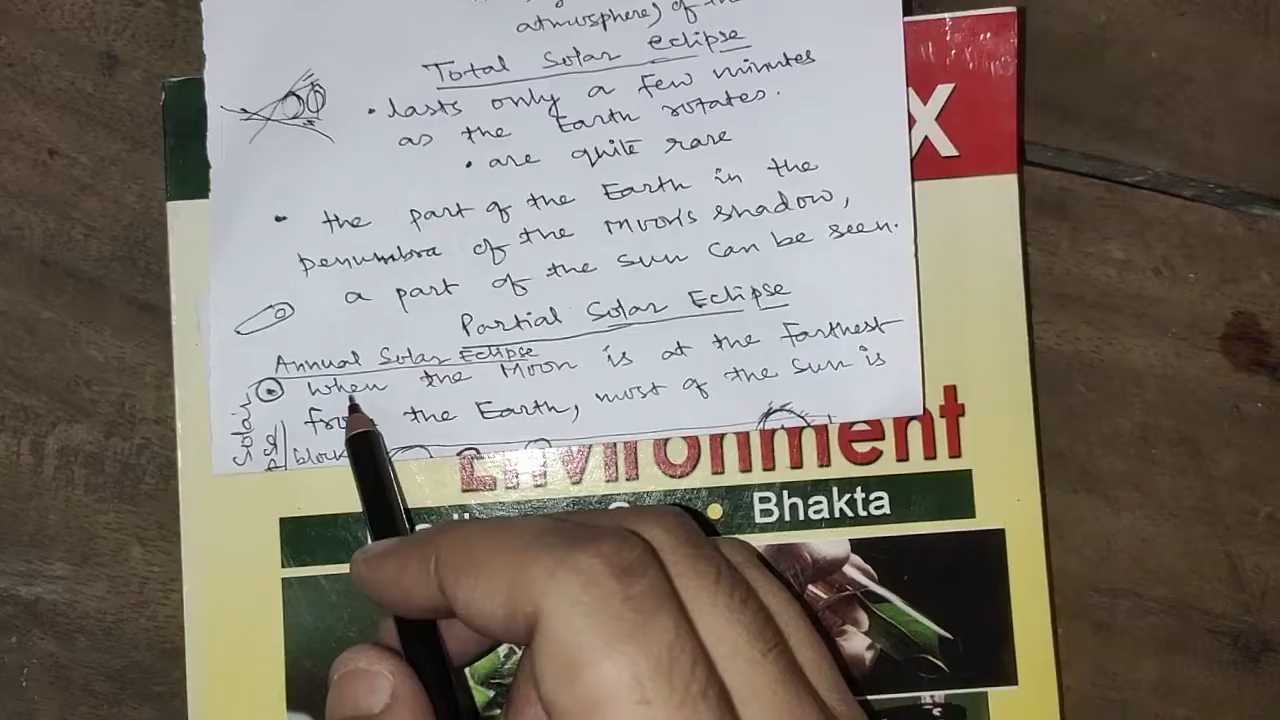 atmosphere) of the
Total Solar eclipse
• lasts only a few minutes
as the Earth rotates.
• are quite rare
• the part of the Earth in the
penumbra of the Moon's shadow,
a part of the sun can be seen.
Partial Solar Eclipse
Annual Solar Eclipse
When the Moon is at the farthest
from the Earth, most of the sun is
block
Solar
X
Environment
Bhakta